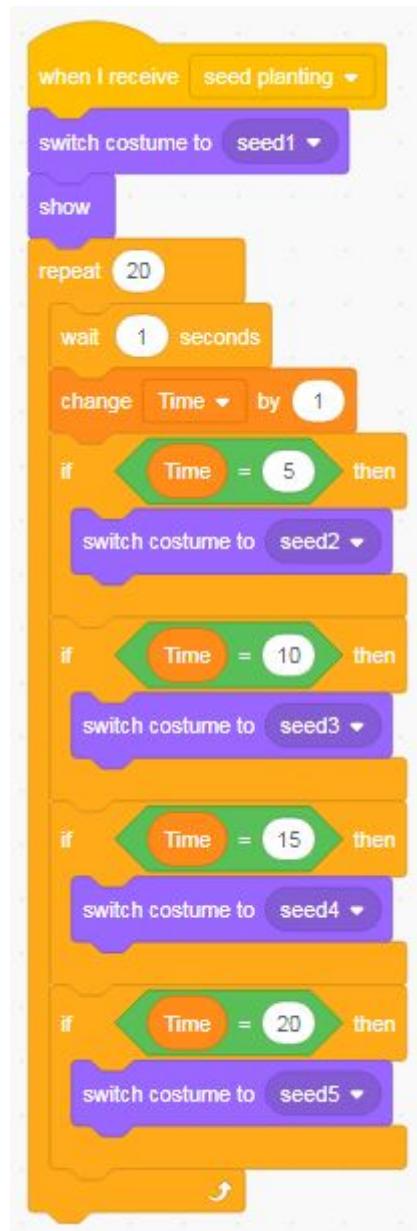 when I receive seed planting
switch costume to seed1
show
repeat 20
wait 1 seconds
change Time by 1
if Time = 5 then
switch costume to seed2
if Time = 10 then
switch costume to seed3
if Time = 15 then
switch costume to seed4
if Time = 20 then
switch costume to seed5